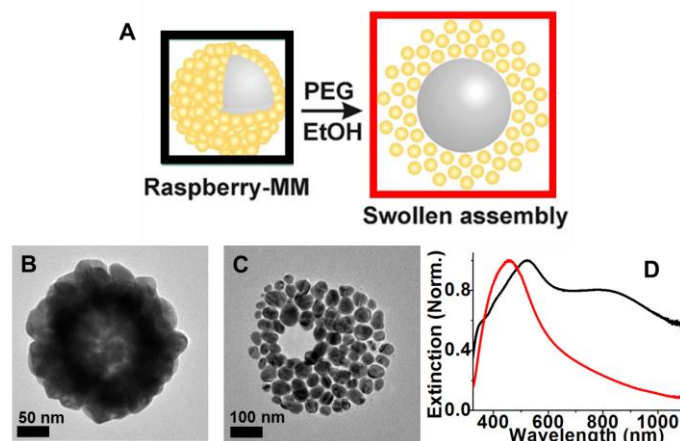 A
PEG
EtOH
Raspberry-MM
Swollen assembly
B
50 nm
C
100 nm
D
Extinction (Norm.)
0.8
0.4
0.0
400 600 800 1000
Wavelength (nm)